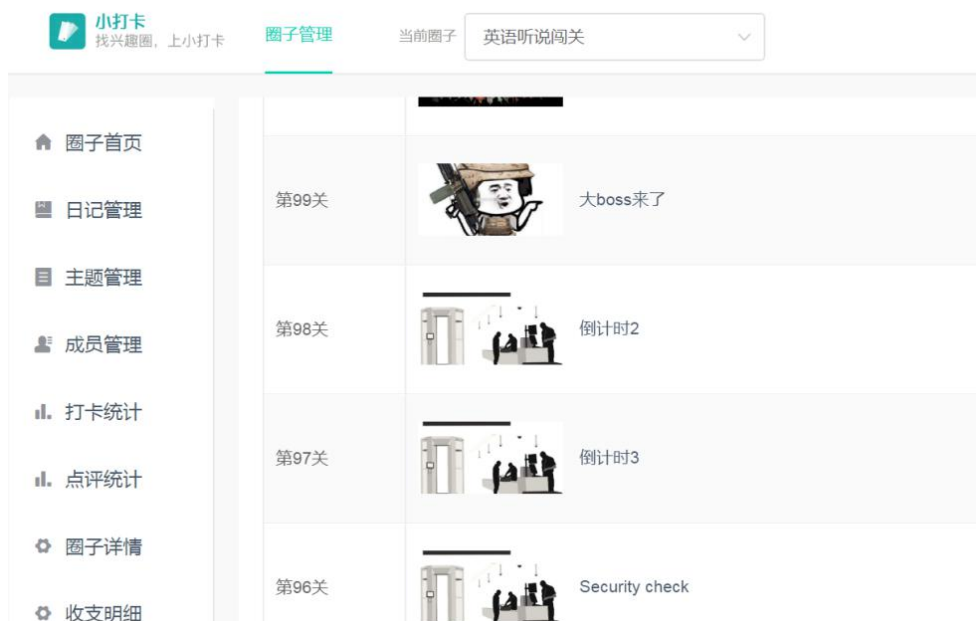 小打卡
找兴趣圈，上小打卡
圈子管理
当前圈子
英语听说闯关
圈子首页
日记管理
主题管理
成员管理
打卡统计
点评统计
圈子详情
收支明细
第99关
大boss来了
第98关
倒计时2
第97关
倒计时3
第96关
Security check